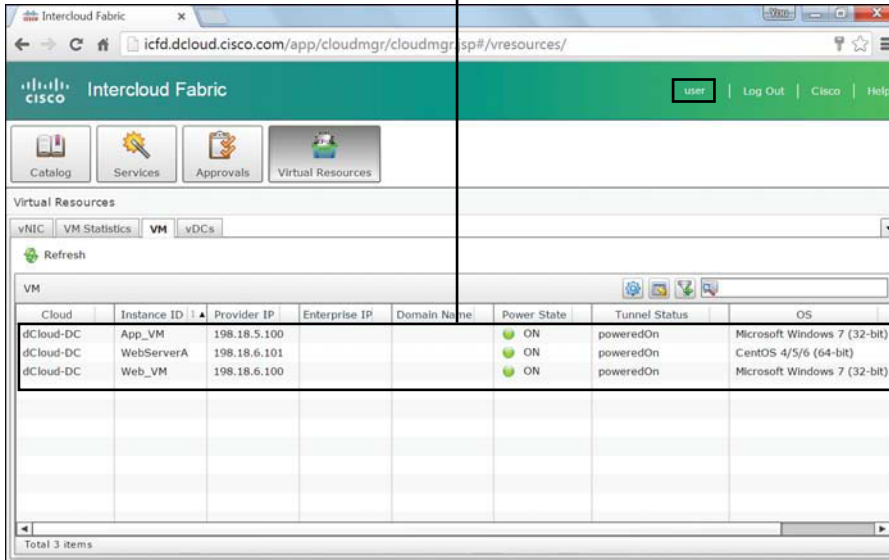 Intercloud Fabric
You
icfd.dcloud.cisco.com/app/cloudmgr/cloudmgr.jsp#/vresources/
CISCO Intercloud Fabric
user | Log Out | Cisco | Help
Catalog Services Approvals Virtual Resources
Virtual Resources
vNIC VM Statistics VM vDCs
Refresh
VM
Cloud Instance ID 1 Provider IP Enterprise IP Domain Name Power State Tunnel Status OS
dCloud-DC App_VM 198.18.5.100 ON poweredOn Microsoft Windows 7 (32-bit)
dCloud-DC WebServerA 198.18.6.101 ON poweredOn CentOS 4/5/6 (64-bit)
dCloud-DC Web_VM 198.18.6.100 ON poweredOn Microsoft Windows 7 (32-bit)
Total 3 items